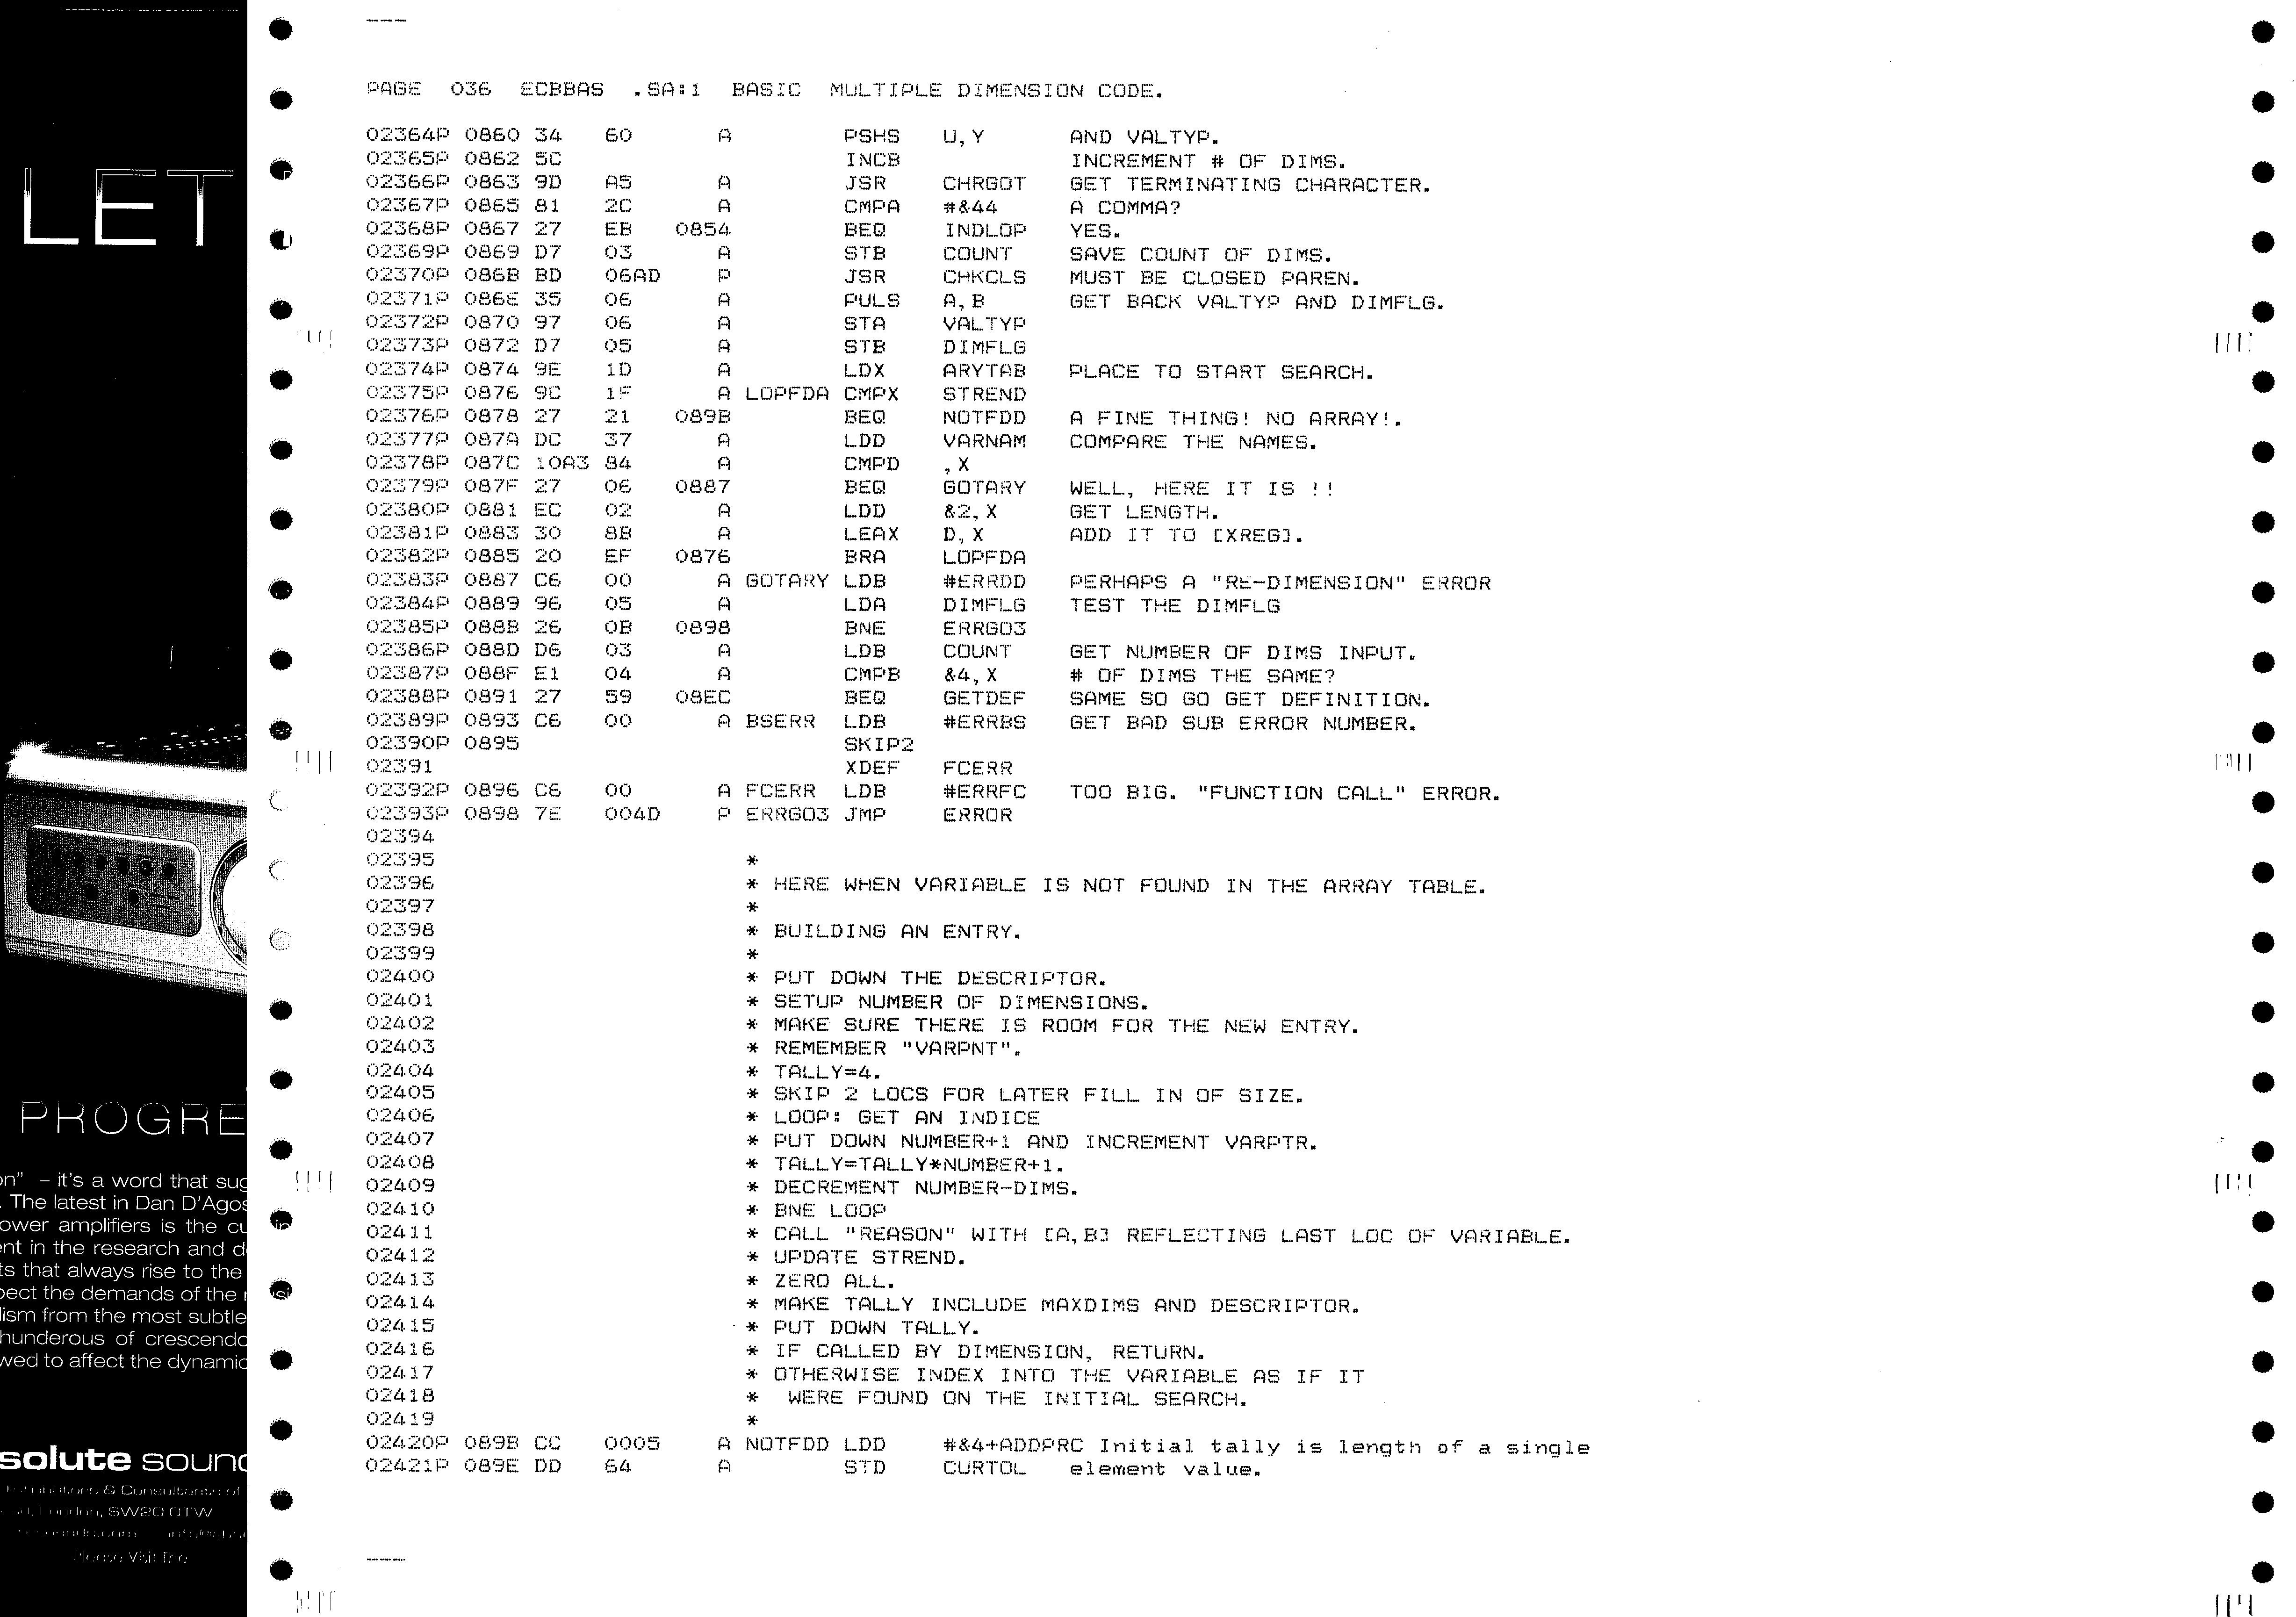 LET
PROGRE
on" – it's a word that sug
. The latest in Dan D'Agos
ower amplifiers is the cu
ent in the research and d
ts that always rise to the
pect the demands of the
lism from the most subtle
hunderous of crescendo
wed to affect the dynamic
solute sound
& Consultants of
London, SW20 0TW
Please Visit The
PAGE 036 ECBBAS .SA:1 BASIC MULTIPLE DIMENSION CODE.
02364P 0860 34 60 A PSHS U,Y AND VALTYP.
02365P 0862 5C INCB INCREMENT # OF DIMS.
02366P 0863 9D A5 A JSR CHRGOT GET TERMINATING CHARACTER.
02367P 0865 81 2C A CMPA #&44 A COMMA?
02368P 0867 27 EB 0854 BEQ INDLOP YES.
02369P 0869 D7 03 A STB COUNT SAVE COUNT OF DIMS.
02370P 086B BD 06AD P JSR CHKCLS MUST BE CLOSED PAREN.
02371P 086E 35 06 A PULS A,B GET BACK VALTYP AND DIMFLG.
02372P 0870 97 06 A STA VALTYP
02373P 0872 D7 05 A STB DIMFLG
02374P 0874 9E 1D A LDX ARYTAB PLACE TO START SEARCH.
02375P 0876 9C 1F A LOPFDA CMPX STREND
02376P 0878 27 21 089B BEQ NOTFDD A FINE THING! NO ARRAY!.
02377P 087A DC 37 A LDD VARNAM COMPARE THE NAMES.
02378P 087C 10A3 84 A CMPD ,X
02379P 087F 27 06 0887 BEQ GOTARY WELL, HERE IT IS !!
02380P 0881 EC 02 A LDD &2,X GET LENGTH.
02381P 0883 30 8B A LEAX D,X ADD IT TO [XREG].
02382P 0885 20 EF 0876 BRA LOPFDA
02383P 0887 C6 00 A GOTARY LDB #ERRDD PERHAPS A "RE-DIMENSION" ERROR
02384P 0889 96 05 A LDA DIMFLG TEST THE DIMFLG
02385P 088B 26 0B 0898 BNE ERRGO3
02386P 088D D6 03 A LDB COUNT GET NUMBER OF DIMS INPUT.
02387P 088F E1 04 A CMPB &4,X # OF DIMS THE SAME?
02388P 0891 27 59 08EC BEQ GETDEF SAME SO GO GET DEFINITION.
02389P 0893 C6 00 A BSERR LDB #ERRBS GET BAD SUB ERROR NUMBER.
02390P 0895 SKIP2
02391 XDEF FCERR
02392P 0896 C6 00 A FCERR LDB #ERRFC TOO BIG. "FUNCTION CALL" ERROR.
02393P 0898 7E 004D P ERRGO3 JMP ERROR
02394
02395 *
02396 * HERE WHEN VARIABLE IS NOT FOUND IN THE ARRAY TABLE.
02397 *
02398 * BUILDING AN ENTRY.
02399 *
02400 * PUT DOWN THE DESCRIPTOR.
02401 * SETUP NUMBER OF DIMENSIONS.
02402 * MAKE SURE THERE IS ROOM FOR THE NEW ENTRY.
02403 * REMEMBER "VARPNT".
02404 * TALLY=4.
02405 * SKIP 2 LOCS FOR LATER FILL IN OF SIZE.
02406 * LOOP: GET AN INDICE
02407 * PUT DOWN NUMBER+1 AND INCREMENT VARPTR.
02408 * TALLY=TALLY*NUMBER+1.
02409 * DECREMENT NUMBER-DIMS.
02410 * BNE LOOP
02411 * CALL "REASON" WITH [A,B] REFLECTING LAST LOC OF VARIABLE.
02412 * UPDATE STREND.
02413 * ZERO ALL.
02414 * MAKE TALLY INCLUDE MAXDIMS AND DESCRIPTOR.
02415 * PUT DOWN TALLY.
02416 * IF CALLED BY DIMENSION, RETURN.
02417 * OTHERWISE INDEX INTO THE VARIABLE AS IF IT
02418 * WERE FOUND ON THE INITIAL SEARCH.
02419 *
02420P 089B CC 0005 A NOTFDD LDD #&4+ADDPRC Initial tally is length of a single
02421P 089E DD 64 A STD CURTOL element value.